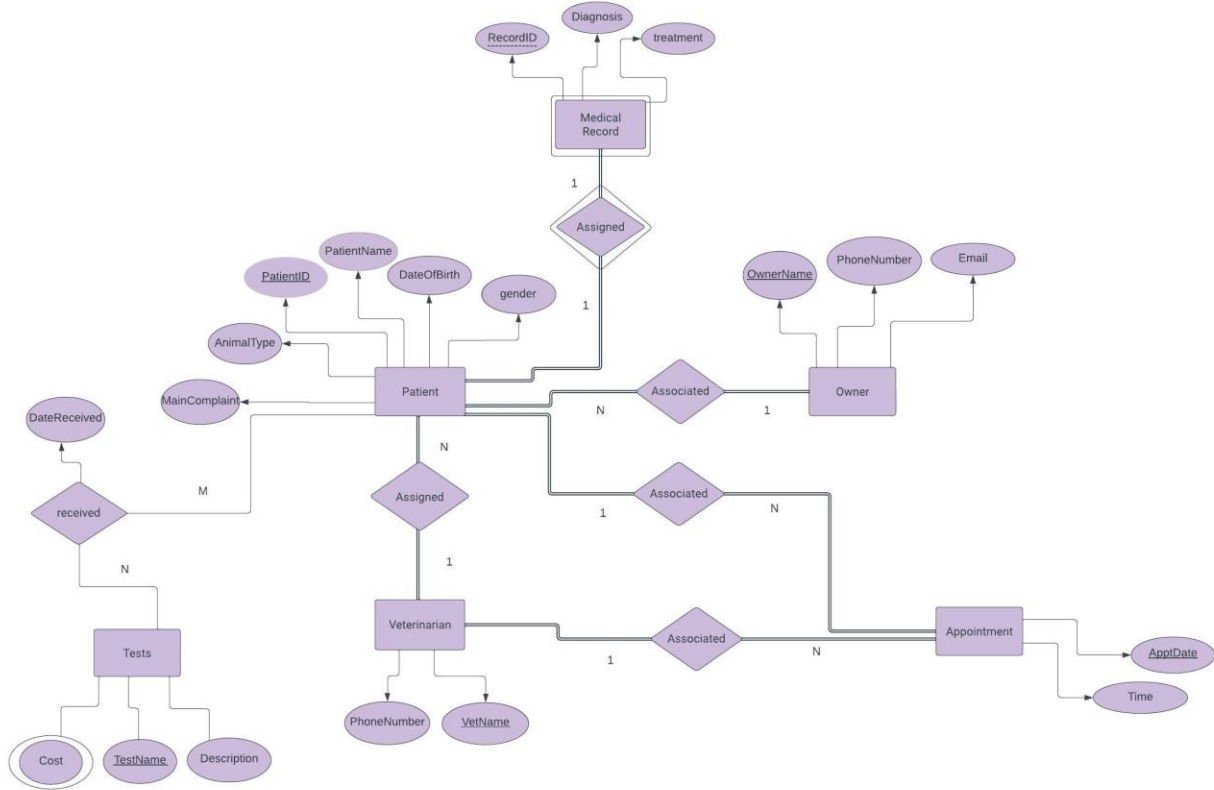 Diagnosis
RecordID
treatment
Medical
Record
1
Assigned
PatientName
PatientID
DateOfBirth
gender
OwnerName
PhoneNumber
Email
1
AnimalType
Patient
Associated
Owner
MainComplaint
N
1
DateReceived
N
M
Assigned
Associated
received
1
N
N
1
Veterinarian
Associated
Appointment
Tests
1
N
ApptDate
Time
PhoneNumber
VetName
Cost
TestName
Description